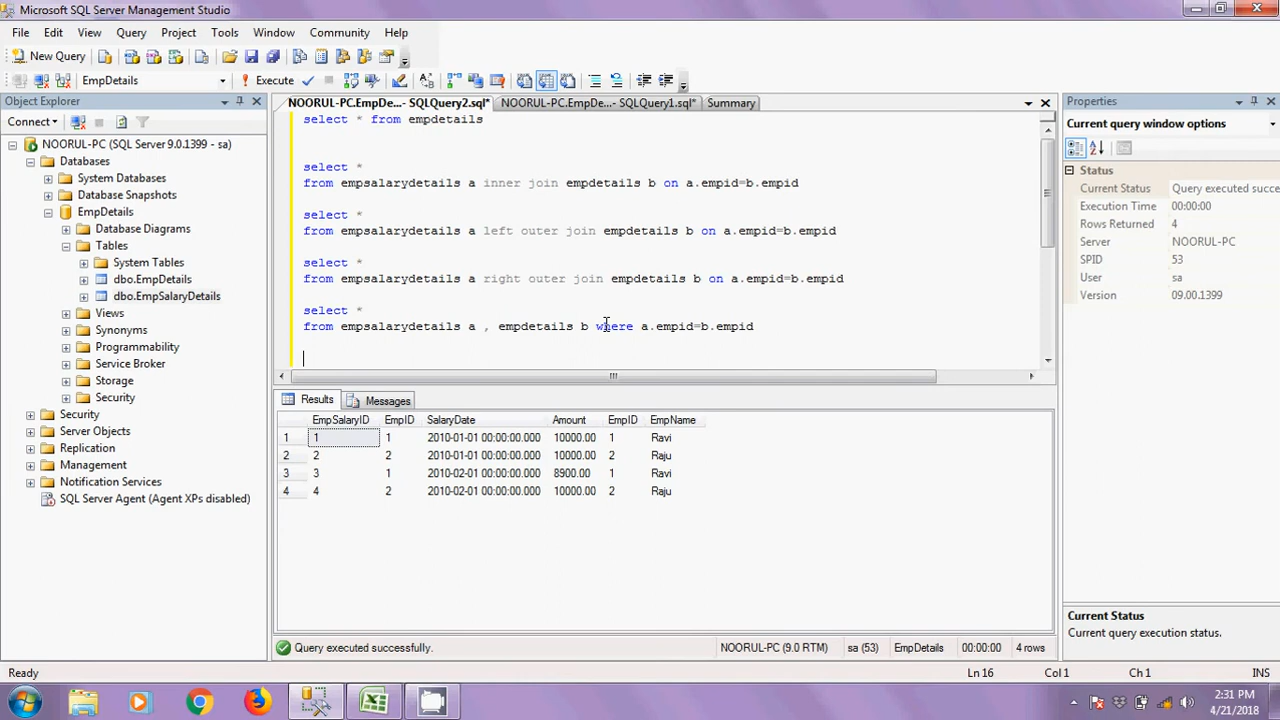 Microsoft SQL Server Management Studio
File Edit View Query Project Tools Window Community Help
New Query
EmpDetails Execute
Object Explorer
Connect
NOORUL-PC (SQL Server 9.0.1399 - sa)
Databases
System Databases
Database Snapshots
EmpDetails
Database Diagrams
Tables
System Tables
dbo.EmpDetails
dbo.EmpSalaryDetails
Views
Synonyms
Programmability
Service Broker
Storage
Security
Security
Server Objects
Replication
Management
Notification Services
SQL Server Agent (Agent XPs disabled)
NOORUL-PC.EmpDe...- SQLQuery2.sql* NOORUL-PC.EmpDe...- SQLQuery1.sql* Summary
select * from empdetails
select *
from empsalarydetails a inner join empdetails b on a.empid=b.empid
select *
from empsalarydetails a left outer join empdetails b on a.empid=b.empid
select *
from empsalarydetails a right outer join empdetails b on a.empid=b.empid
select *
from empsalarydetails a , empdetails b where a.empid=b.empid
Results Messages
EmpSalaryID EmpID SalaryDate Amount EmpID EmpName
1 1 1 2010-01-01 00:00:00.000 10000.00 1 Ravi
2 2 2 2010-01-01 00:00:00.000 10000.00 2 Raju
3 3 1 2010-02-01 00:00:00.000 8900.00 1 Ravi
4 4 2 2010-02-01 00:00:00.000 10000.00 2 Raju
Query executed successfully. NOORUL-PC (9.0 RTM) sa (53) EmpDetails 00:00:00 4 rows
Properties
Current query window options
Status
Current Status Query executed succe
Execution Time 00:00:00
Rows Returned 4
Server NOORUL-PC
SPID 53
User sa
Version 09.00.1399
Current Status
Current query execution status.
Ready Ln 16 Col 1 Ch 1 INS
2:31 PM
4/21/2018